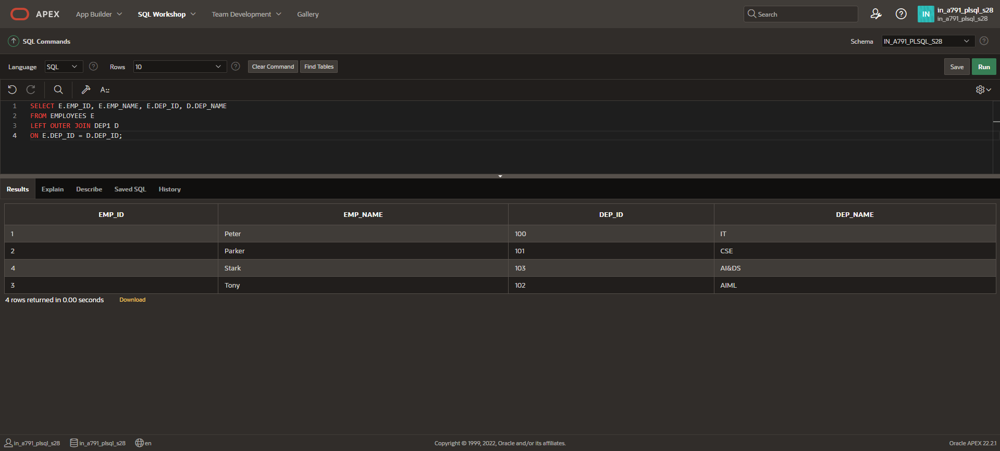 APEX App Builder SQL Workshop Team Development Gallery Search IN in_a791_plsql_s28
in_a791_plsql_s28
SQL Commands Schema IN_A791_PLSQL_S28
Language SQL Rows 10 Clear Command Find Tables Save Run
A::
1 SELECT E.EMP_ID, E.EMP_NAME, E.DEP_ID, D.DEP_NAME
2 FROM EMPLOYEES E
3 LEFT OUTER JOIN DEP1 D
4 ON E.DEP_ID = D.DEP_ID;
Results Explain Describe Saved SQL History
EMP_ID EMP_NAME DEP_ID DEP_NAME
1 Peter 100 IT
2 Parker 101 CSE
4 Stark 103 AI&DS
3 Tony 102 AIML
4 rows returned in 0.00 seconds Download
in_a791_plsql_s28 in_a791_plsql_s28 en Copyright © 1999, 2022, Oracle and/or its affiliates. Oracle APEX 22.2.1